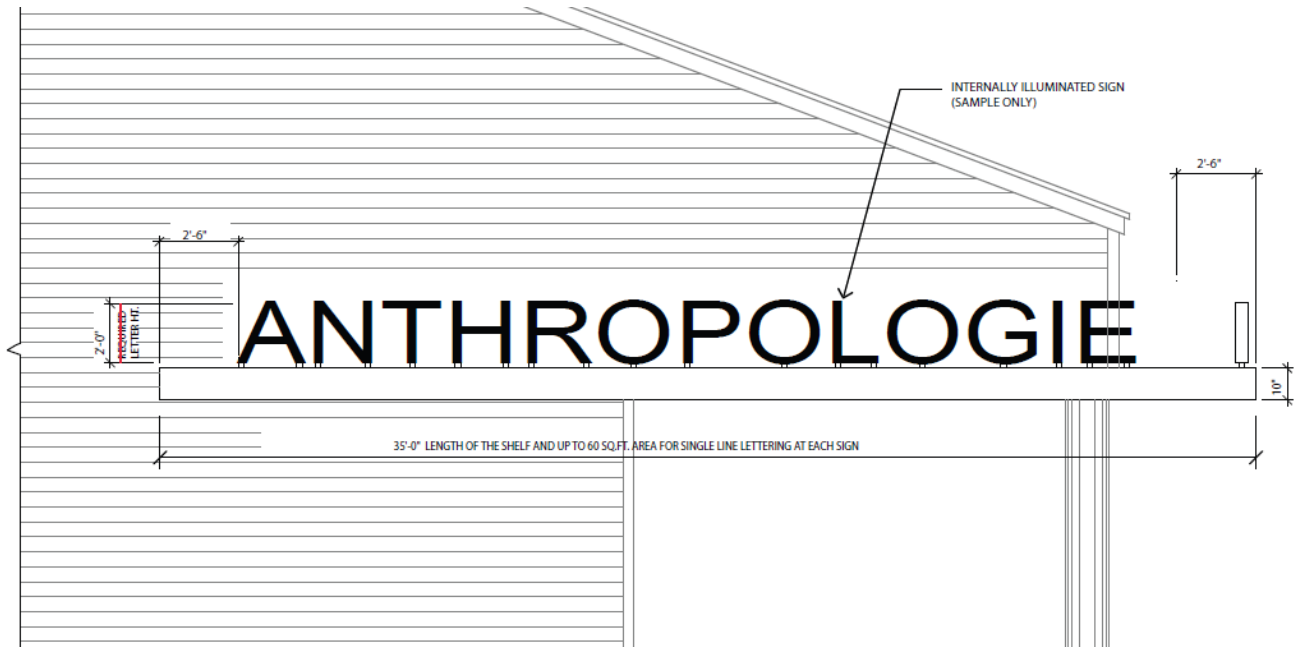 INTERNALLY ILLUMINATED SIGN
(SAMPLE ONLY)
2'-6"
2'-6"
2'-0"
REQUIRED
LETTER HT.
ANTHROPOLOGIE
10"
35'-0" LENGTH OF THE SHELF AND UP TO 60 SQ.FT. AREA FOR SINGLE LINE LETTERING AT EACH SIGN